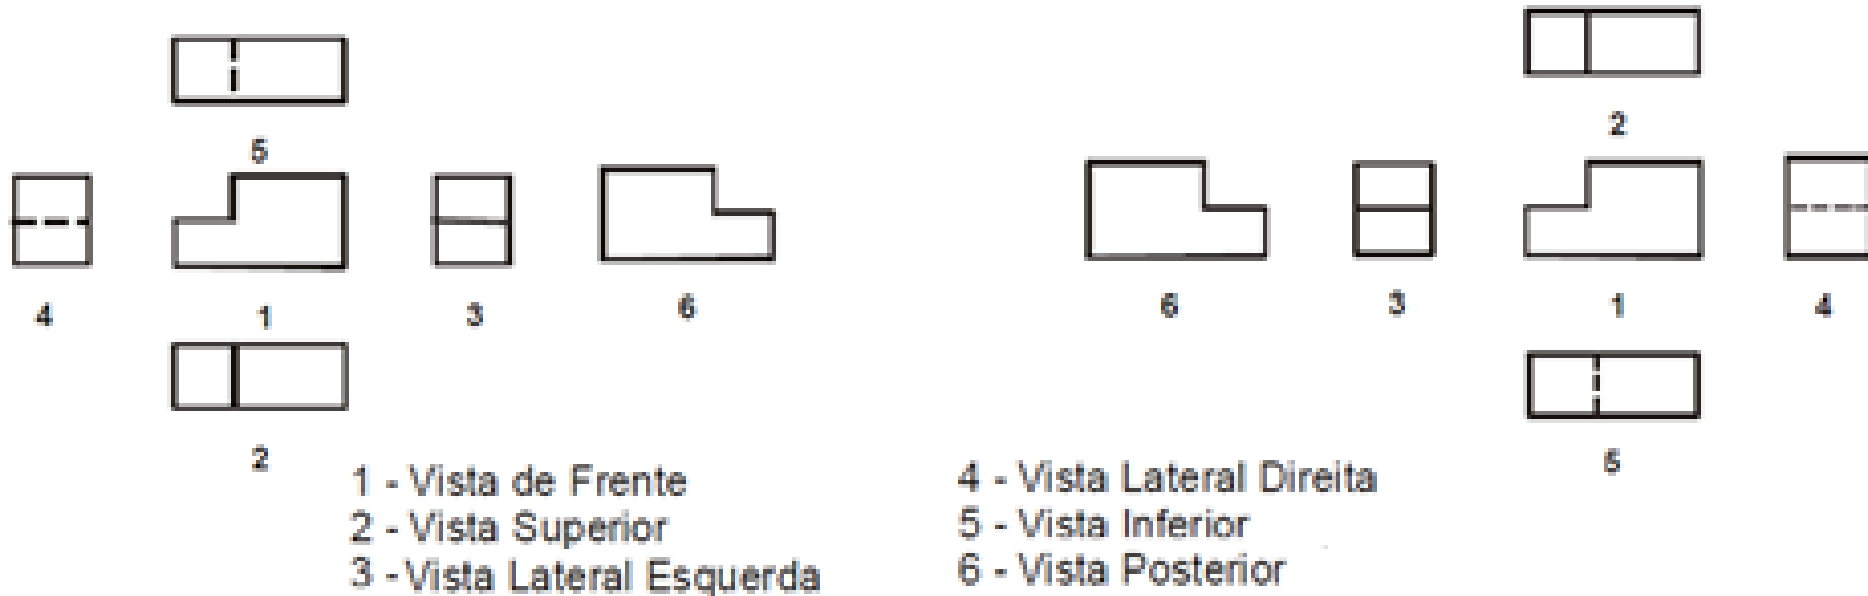 2
5
4 1 3 6
6 3 1 4
2
5
1 - Vista de Frente
2 - Vista Superior
3 - Vista Lateral Esquerda
4 - Vista Lateral Direita
5 - Vista Inferior
6 - Vista Posterior